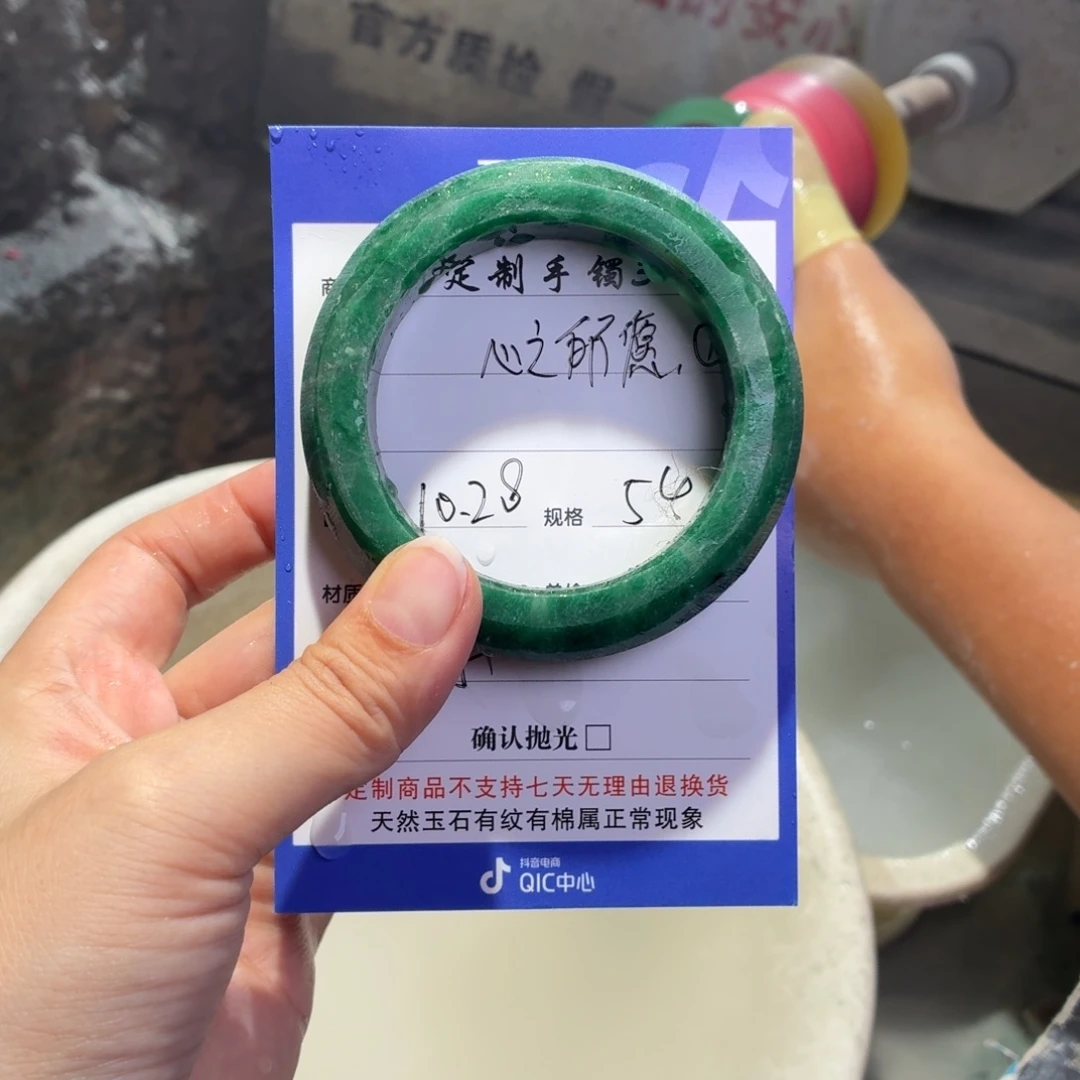 官方质检
安心
商
定制手镯
心之所愿.
10.28 规格 54
材质
确认抛光□
定制商品不支持七天无理由退换货
天然玉石有纹有棉属正常现象
抖音电商
QIC中心